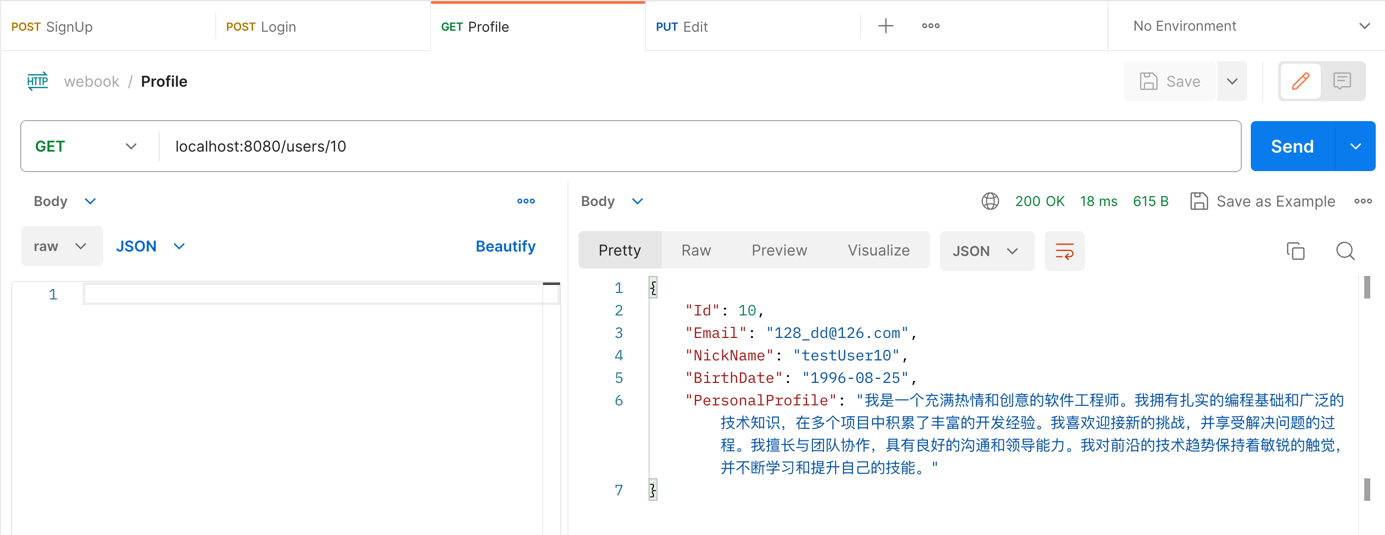 POST SignUp POST Login GET Profile PUT Edit No Environment
HTTP webook / Profile Save
GET localhost:8080/users/10 Send
Body
raw JSON Beautify
1
Body 200 OK 18 ms 615 B Save as Example
Pretty Raw Preview Visualize JSON
1 {
2 "Id": 10,
3 "Email": "128_dd@126.com",
4 "NickName": "testUser10",
5 "BirthDate": "1996-08-25",
6 "PersonalProfile": "我是一个充满热情和创意的软件工程师。我拥有扎实的编程基础和广泛的
技术知识，在多个项目中积累了丰富的开发经验。我喜欢迎接新的挑战，并享受解决问题的过
程。我擅长与团队协作，具有良好的沟通和领导能力。我对前沿的技术趋势保持着敏锐的触觉，
并不断学习和提升自己的技能。"
7 }